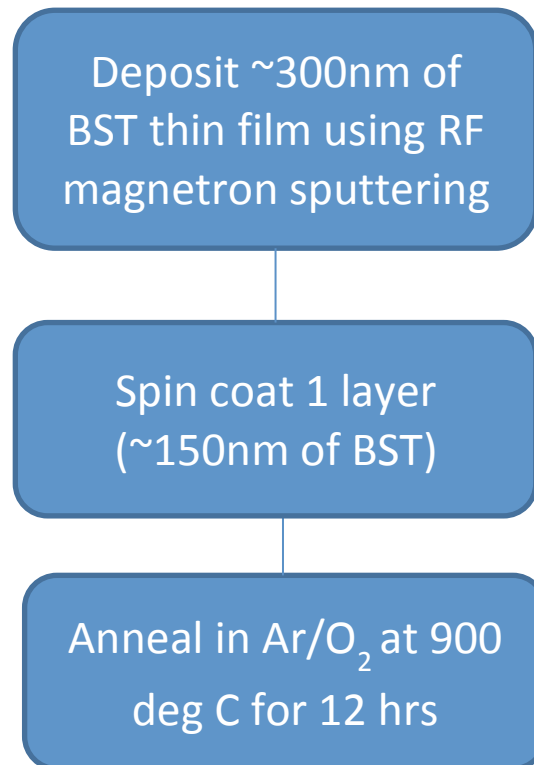 Deposit ~300nm of
BST thin film using RF
magnetron sputtering
Spin coat 1 layer
(~150nm of BST)
Anneal in Ar/O₂ at 900
deg C for 12 hrs